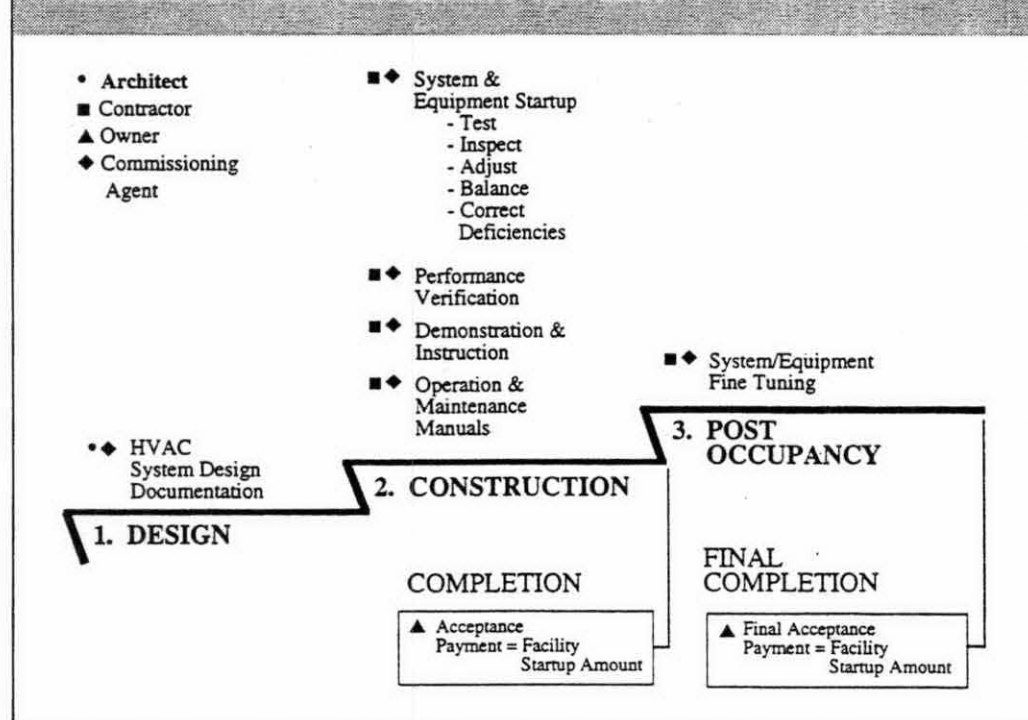 • Architect
■ Contractor
▲ Owner
◆ Commissioning
Agent
■◆ System &
Equipment Startup
- Test
- Inspect
- Adjust
- Balance
- Correct
Deficiencies
■◆ Performance
Verification
■◆ Demonstration &
Instruction
■◆ Operation &
Maintenance
Manuals
■◆ System/Equipment
Fine Tuning
•◆ HVAC
System Design
Documentation
1. DESIGN
2. CONSTRUCTION
3. POST
OCCUPANCY
COMPLETION
▲ Acceptance
Payment = Facility
Startup Amount
FINAL
COMPLETION
▲ Final Acceptance
Payment = Facility
Startup Amount